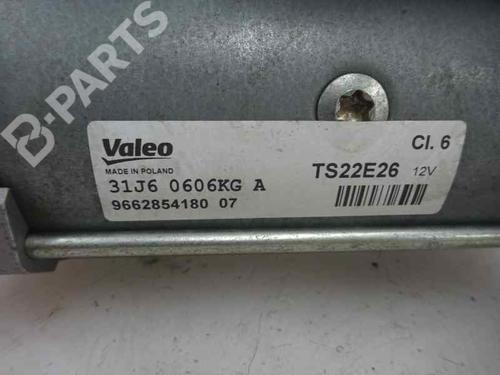 B-PARTS
Valeo
MADE IN POLAND
Cl. 6
TS22E26 12V
31J6 0606KG A
9662854180 07